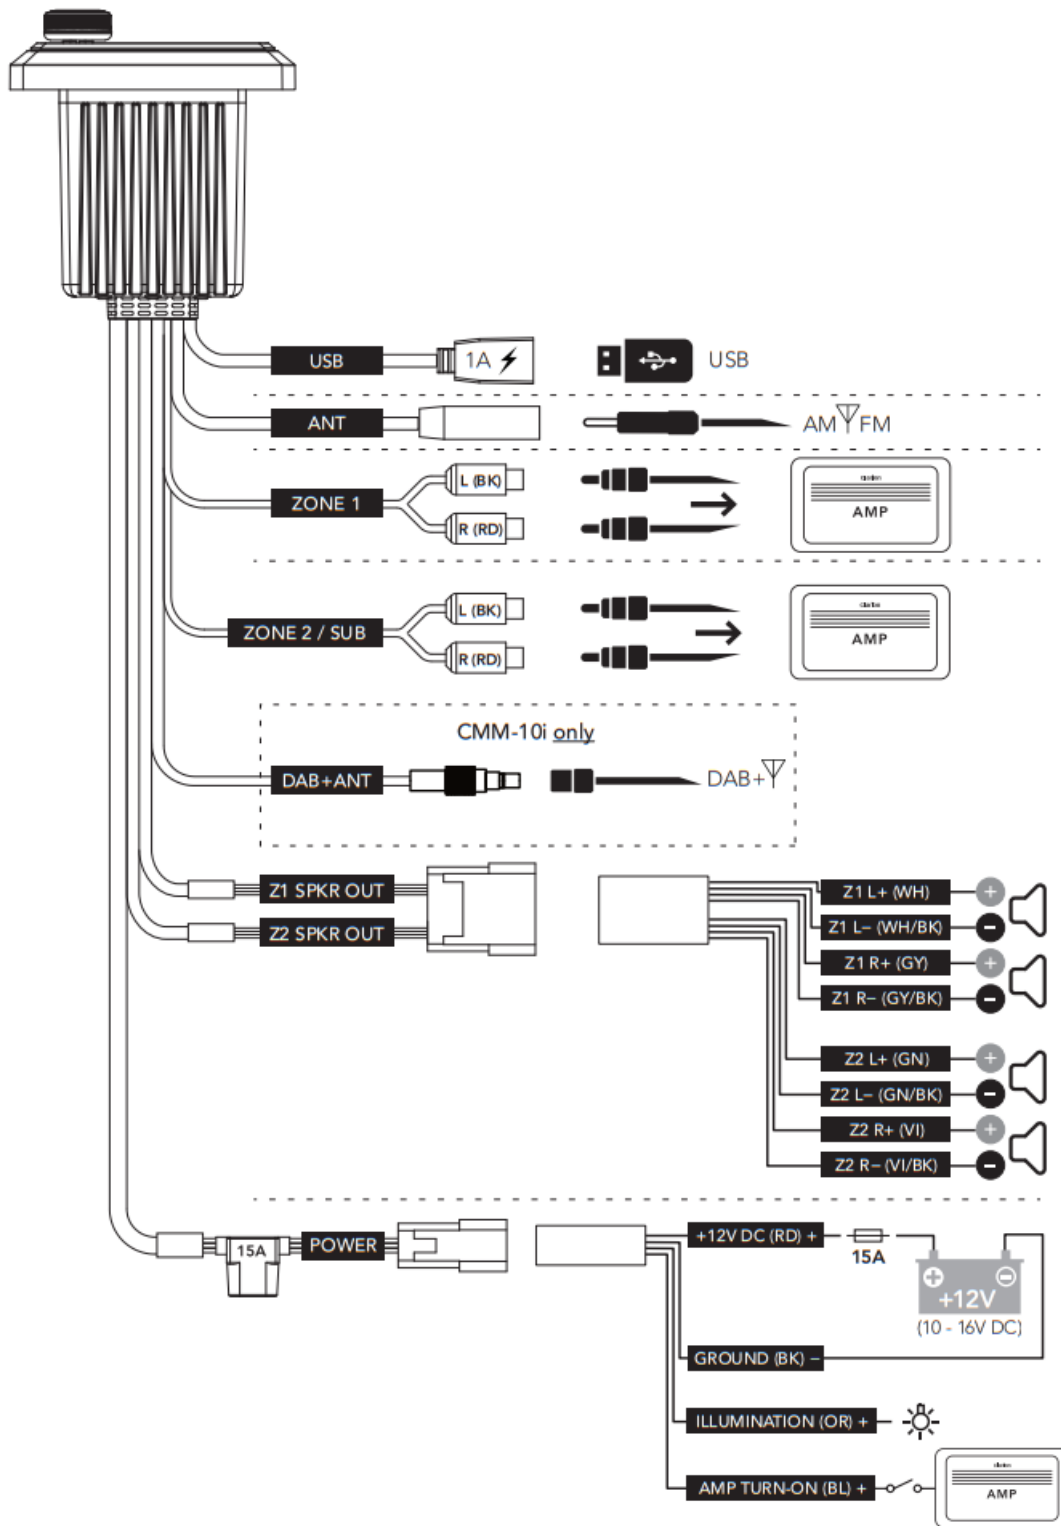 USB
1A
USB
ANT
AM FM
ZONE 1
L (BK)
R (RD)
AMP
ZONE 2 / SUB
L (BK)
R (RD)
AMP
CMM-10i only
DAB+ANT
DAB+
Z1 SPKR OUT
Z2 SPKR OUT
Z1 L+ (WH)
Z1 L− (WH/BK)
Z1 R+ (GY)
Z1 R− (GY/BK)
Z2 L+ (GN)
Z2 L− (GN/BK)
Z2 R+ (VI)
Z2 R− (VI/BK)
15A
POWER
+12V DC (RD) +
15A
+12V
(10 - 16V DC)
GROUND (BK) −
ILLUMINATION (OR) +
AMP TURN-ON (BL) +
AMP